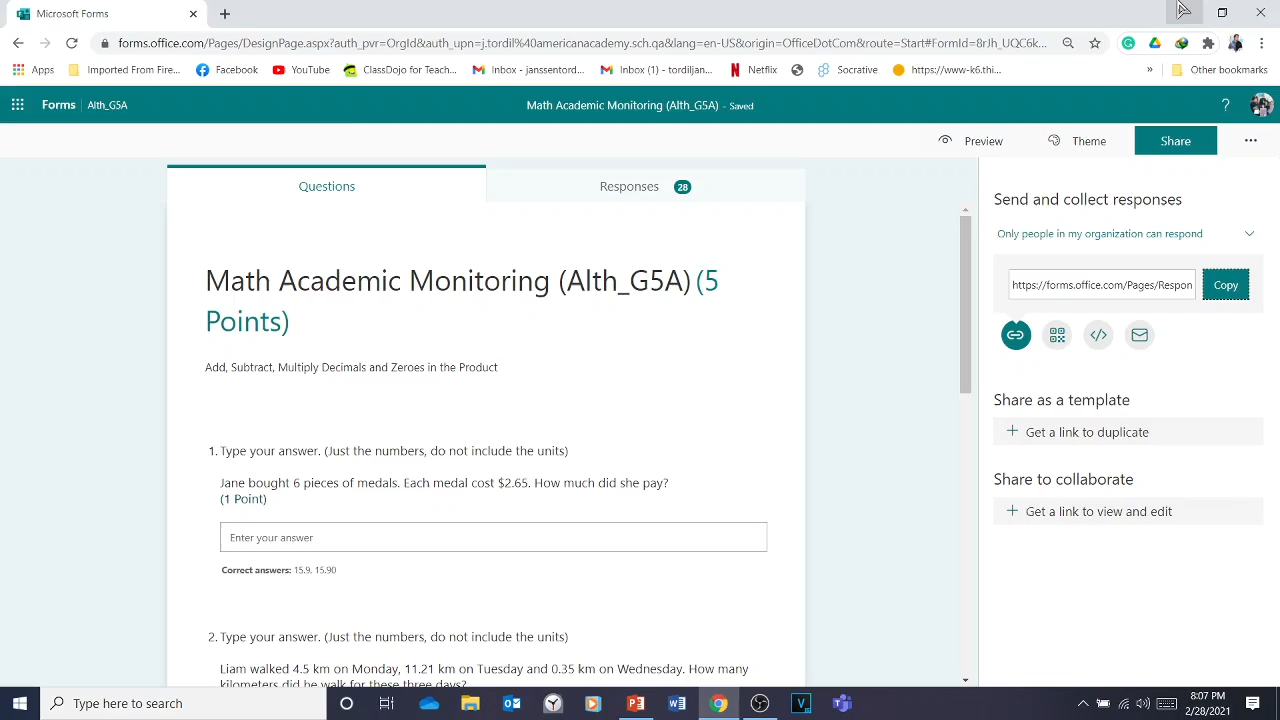 Microsoft Forms
forms.office.com/Pages/DesignPage.aspx?auth_pvr=OrgId&auth_upn=j.tordil%40americanacademy.sch.qa&lang=en-US&origin=OfficeDotCom&route=Start#FormId=8rJh_UQC6k...
Apps
Imported From Fire...
Facebook
YouTube
ClassDojo for Teach...
Inbox - janssentord...
Inbox (1) - tordiljan...
Netflix
Socrative
https://www-k6.thi...
»
Other bookmarks
Forms
Alth_G5A
Math Academic Monitoring (Alth_G5A) - Saved
?
Preview
Theme
Share
...
Questions
Responses 28
Math Academic Monitoring (Alth_G5A) (5
Points)
Add, Subtract, Multiply Decimals and Zeroes in the Product
1. Type your answer. (Just the numbers, do not include the units)
Jane bought 6 pieces of medals. Each medal cost $2.65. How much did she pay?
(1 Point)
Enter your answer
Correct answers: 15.9, 15.90
2. Type your answer. (Just the numbers, do not include the units)
Liam walked 4.5 km on Monday, 11.21 km on Tuesday and 0.35 km on Wednesday. How many
kilometers did he walk for these three days?
Send and collect responses
Only people in my organization can respond
https://forms.office.com/Pages/Respon
Copy
Share as a template
+ Get a link to duplicate
Share to collaborate
+ Get a link to view and edit
Type here to search
8:07 PM
2/28/2021